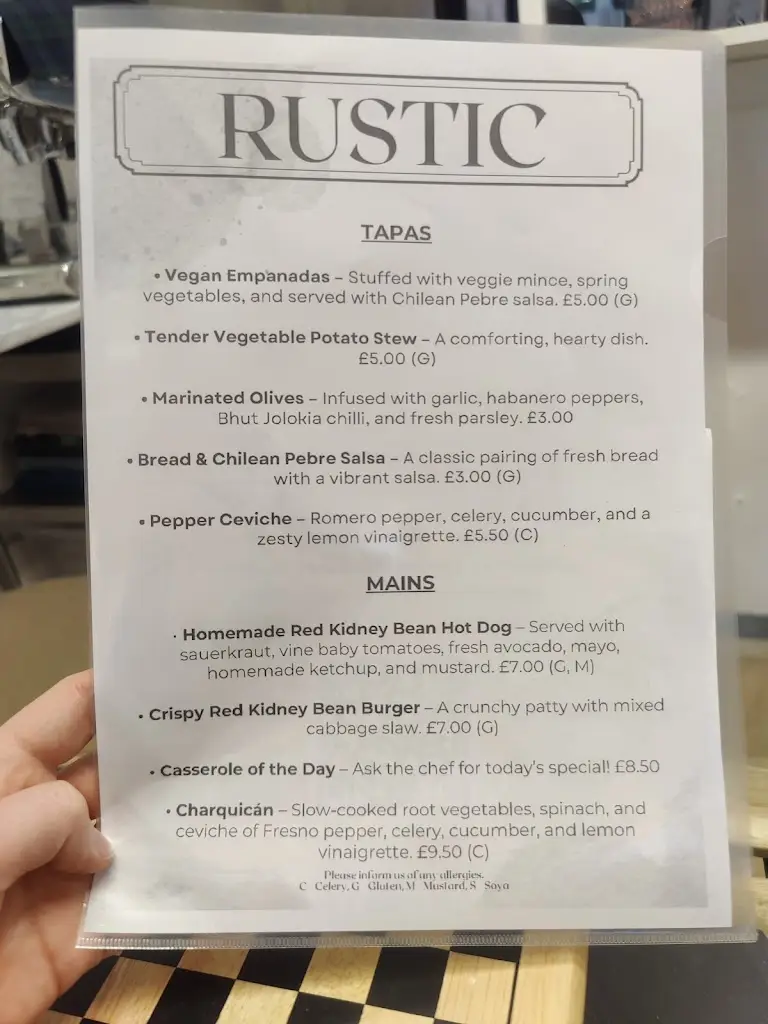 RUSTIC
TAPAS
• Vegan Empanadas – Stuffed with veggie mince, spring
vegetables, and served with Chilean Pebre salsa. £5.00 (G)
• Tender Vegetable Potato Stew – A comforting, hearty dish.
£5.00 (G)
• Marinated Olives – Infused with garlic, habanero peppers,
Bhut Jolokia chilli, and fresh parsley. £3.00
• Bread & Chilean Pebre Salsa – A classic pairing of fresh bread
with a vibrant salsa. £3.00 (G)
• Pepper Ceviche – Romero pepper, celery, cucumber, and a
zesty lemon vinaigrette. £5.50 (C)
MAINS
• Homemade Red Kidney Bean Hot Dog – Served with
sauerkraut, vine baby tomatoes, fresh avocado, mayo,
homemade ketchup, and mustard. £7.00 (G, M)
• Crispy Red Kidney Bean Burger – A crunchy patty with mixed
cabbage slaw. £7.00 (G)
• Casserole of the Day – Ask the chef for today's special! £8.50
• Charquicán – Slow-cooked root vegetables, spinach, and
ceviche of Fresno pepper, celery, cucumber, and lemon
vinaigrette. £9.50 (C)
Please inform us of any allergies.
C Celery, G Gluten, M Mustard, S Soya